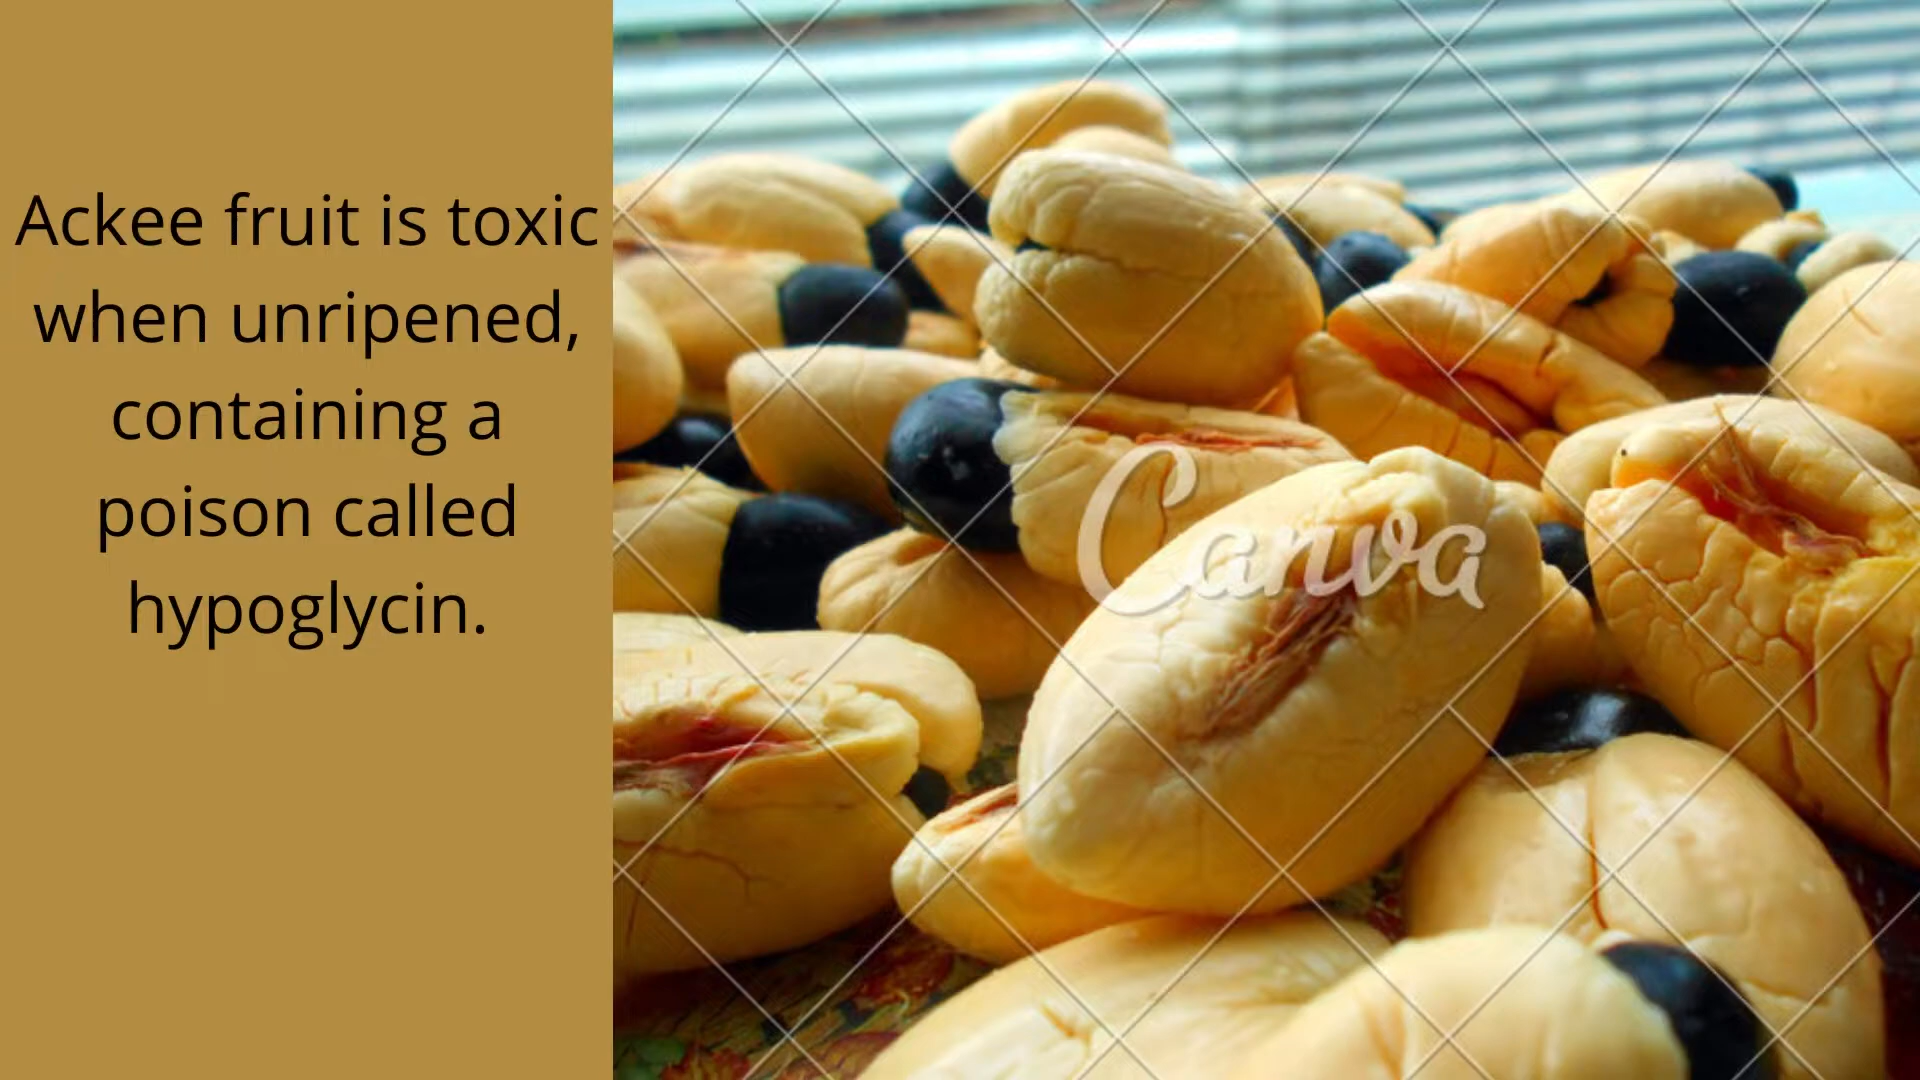 Ackee fruit is toxic
when unripened,
containing a
poison called
hypoglycin.
Canva